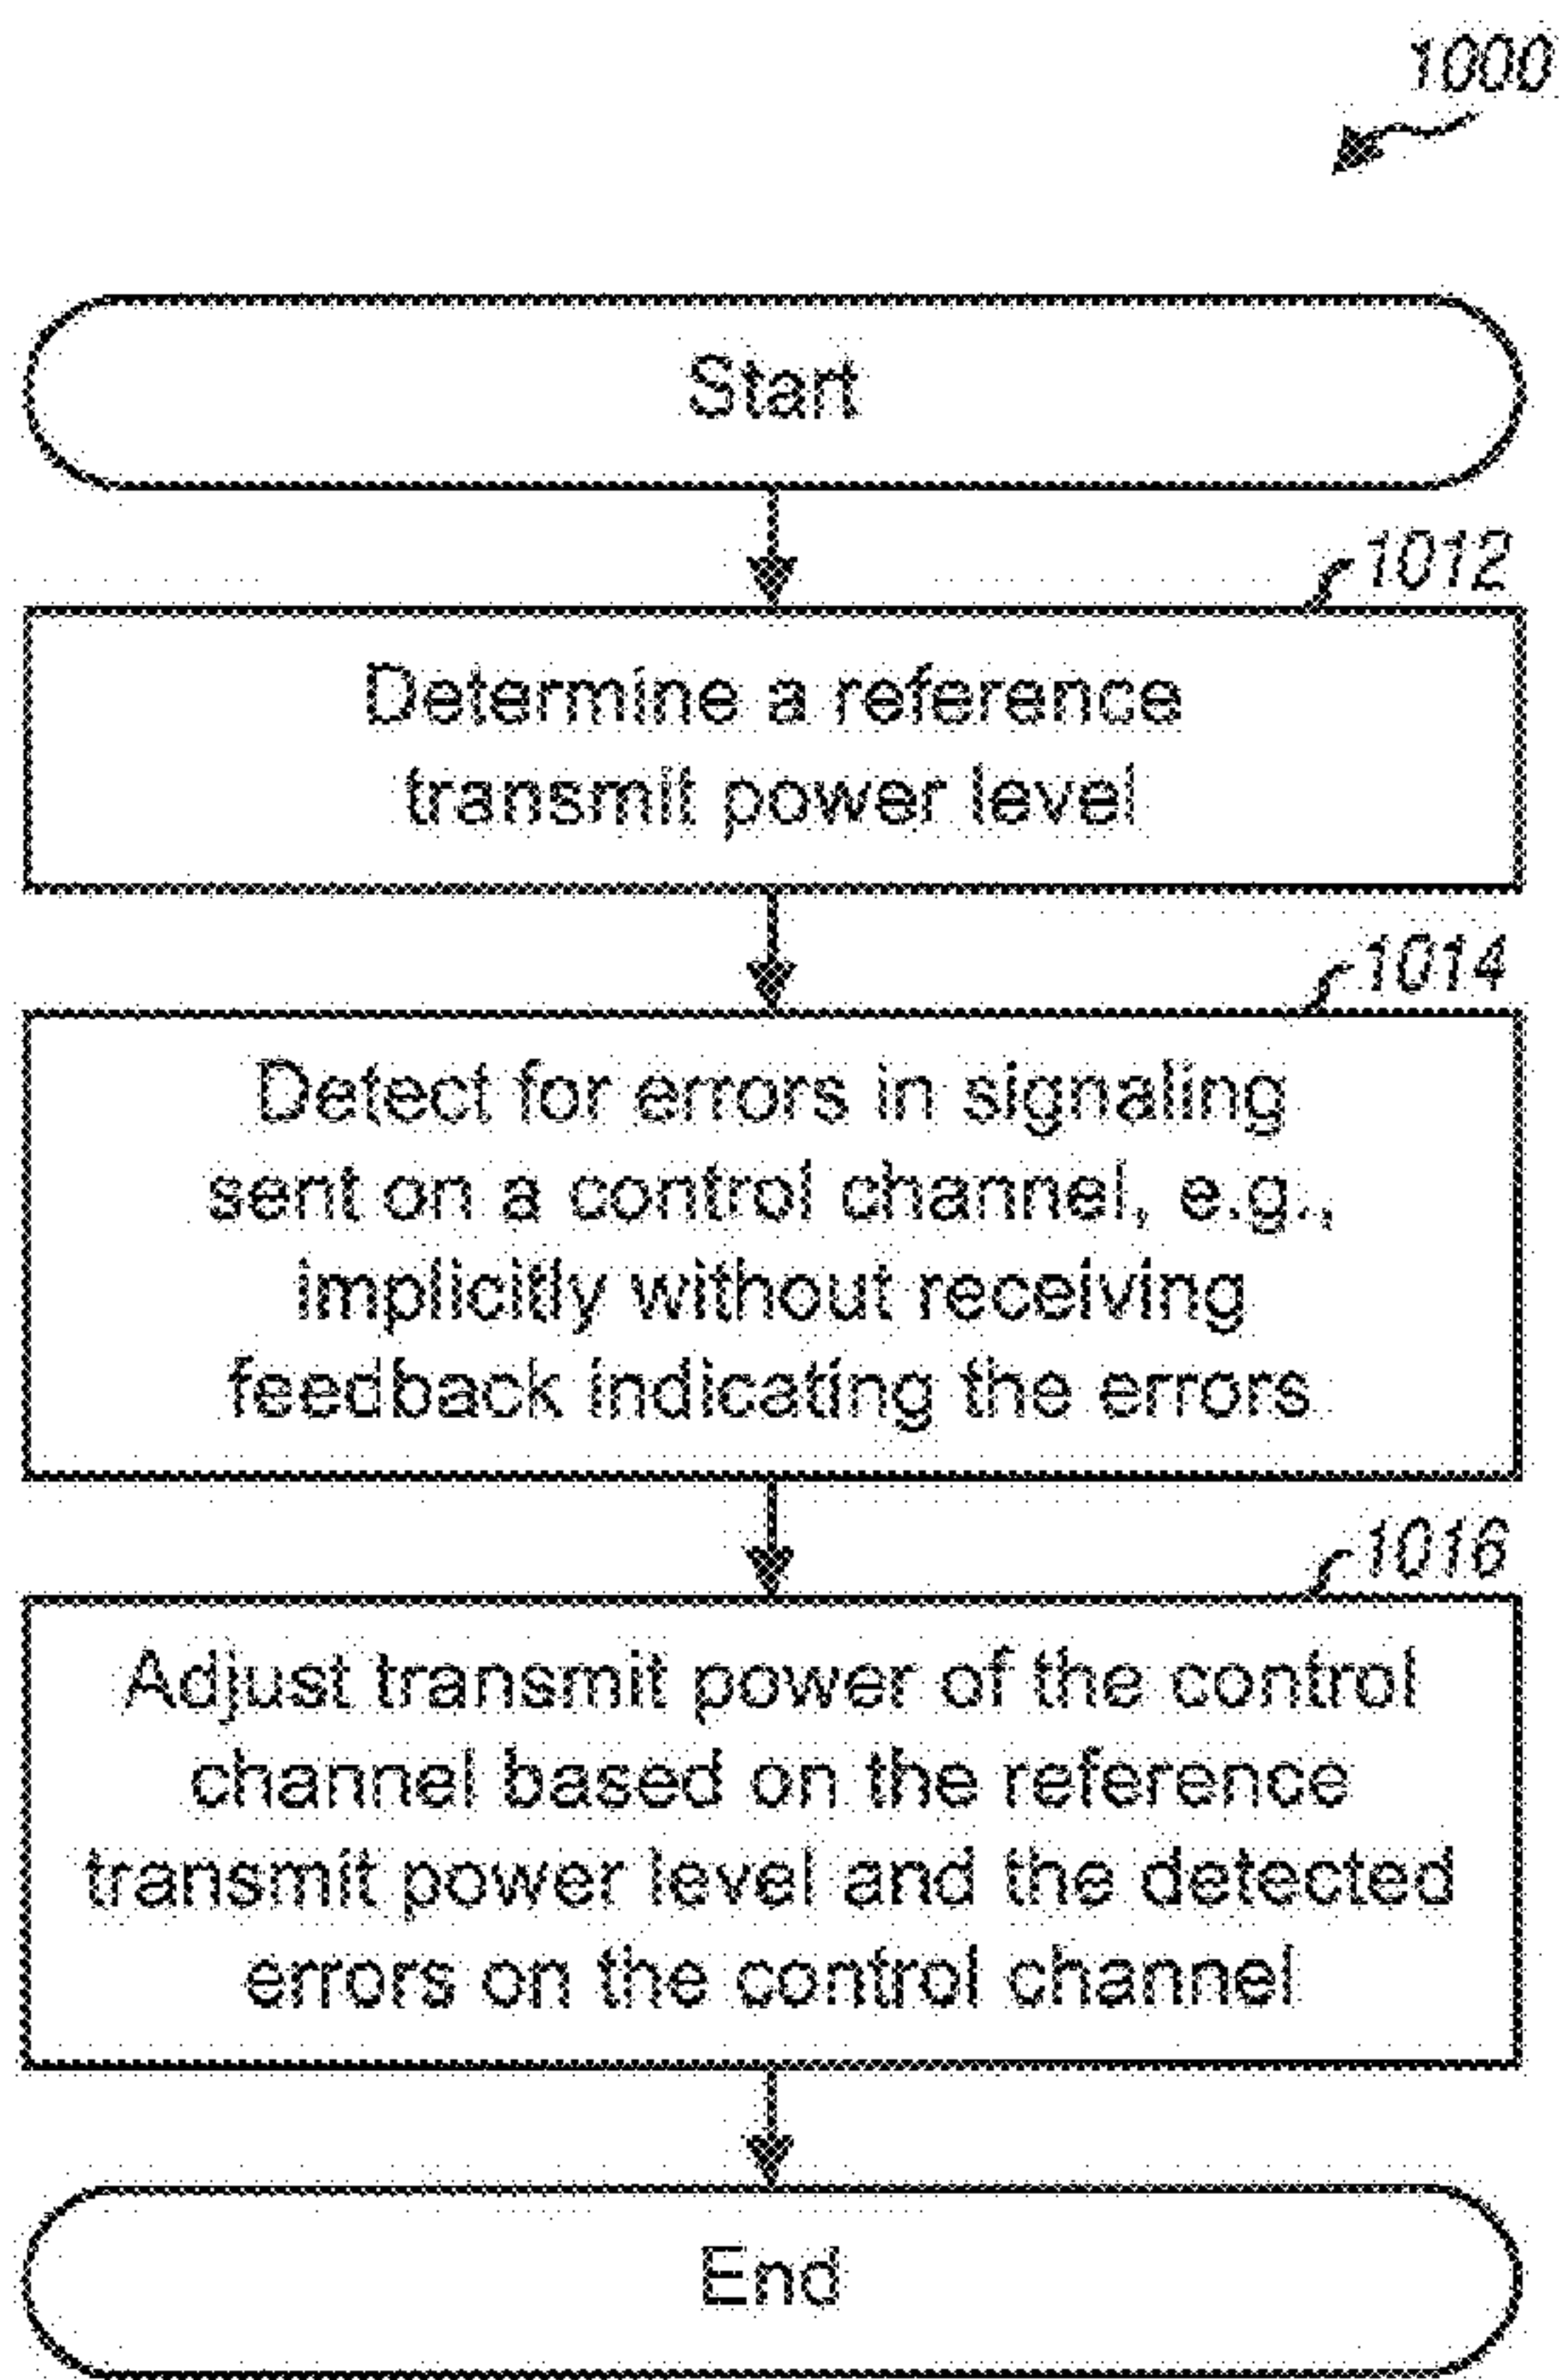 1000
Start
1012
Determine a reference
transmit power level
1014
Detect for errors in signaling
sent on a control channel, e.g.,
implicitly without receiving
feedback indicating the errors
1016
Adjust transmit power of the control
channel based on the reference
transmit power level and the detected
errors on the control channel
End